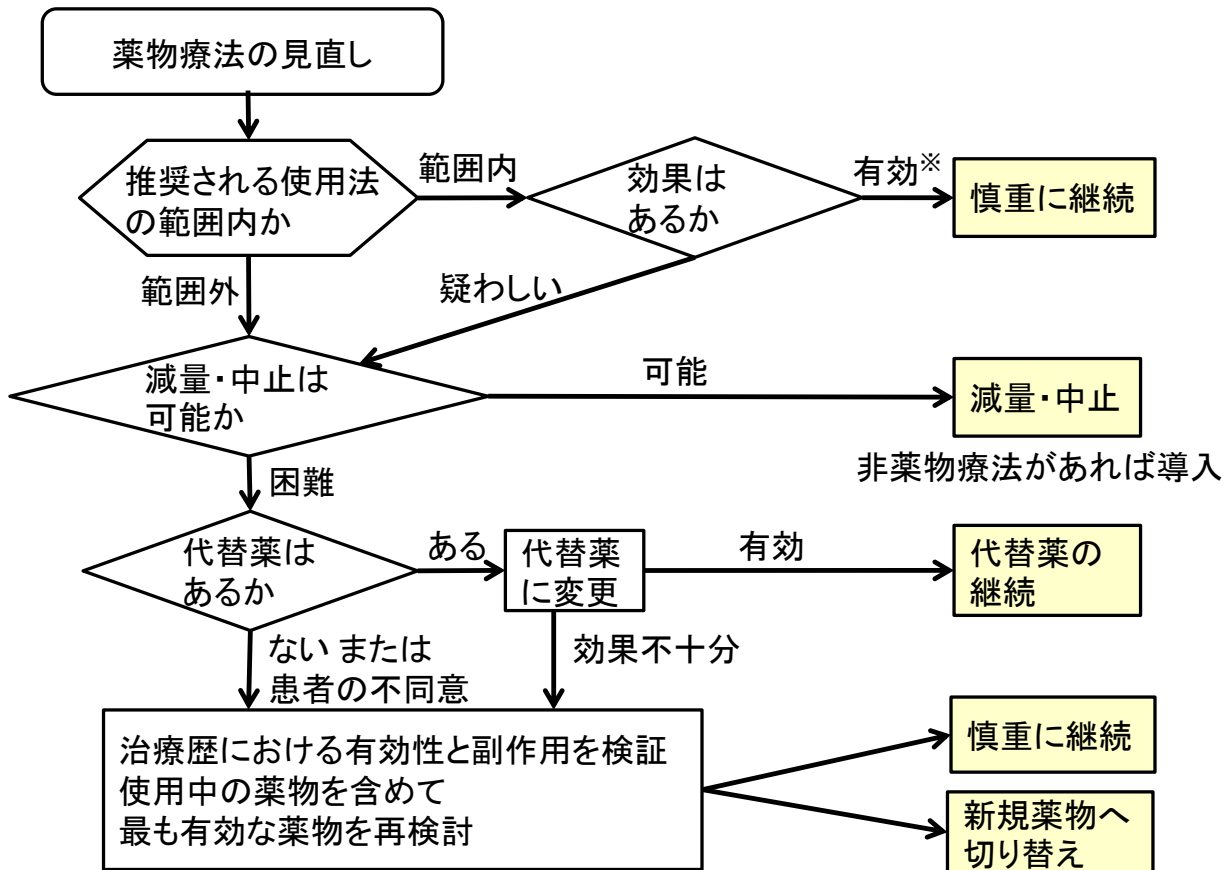 薬物療法の見直し
推奨される使用法
の範囲内か
範囲内
効果は
あるか
有効※
慎重に継続
範囲外
疑わしい
減量・中止は
可能か
可能
減量・中止
非薬物療法があれば導入
困難
代替薬は
あるか
ある
代替薬
に変更
有効
代替薬の
継続
ない または
患者の不同意
効果不十分
治療歴における有効性と副作用を検証
使用中の薬物を含めて
最も有効な薬物を再検討
慎重に継続
新規薬物へ
切り替え